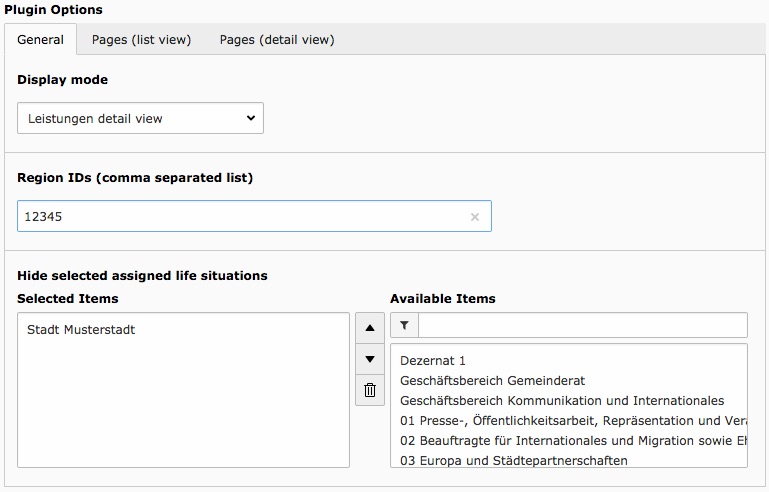 Plugin Options
General Pages (list view) Pages (detail view)
Display mode
Leistungen detail view
Region IDs (comma separated list)
12345
Hide selected assigned life situations
Selected Items Available Items
Stadt Musterstadt
Dezernat 1
Geschäftsbereich Gemeinderat
Geschäftsbereich Kommunikation und Internationales
01 Presse-, Öffentlichkeitsarbeit, Repräsentation und
02 Beauftragte für Internationales und Migration sowie
03 Europa und Städtepartnerschaften